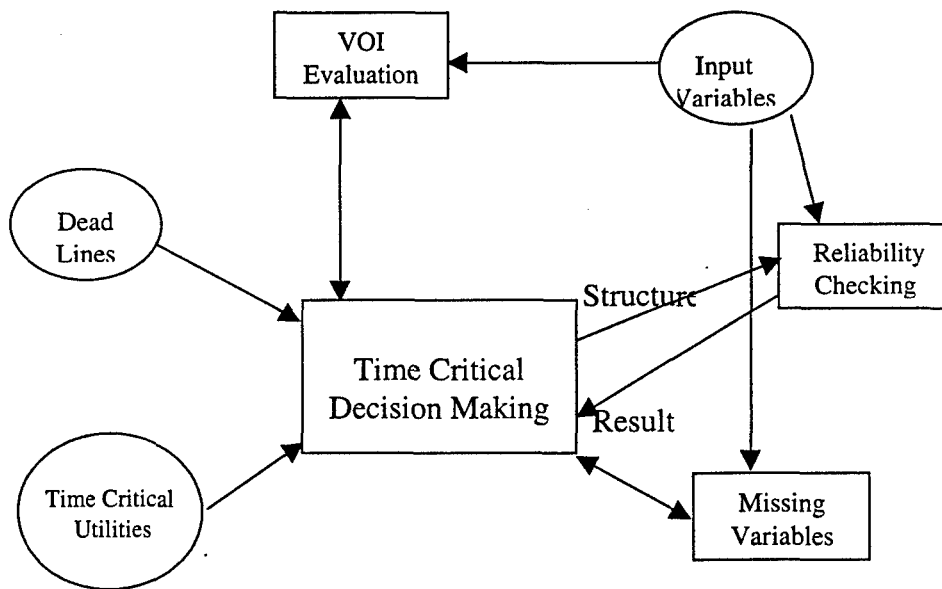 VOI
Evaluation
Input
Variables
Dead
Lines
Reliability
Checking
Structure
Time Critical
Decision Making
Result
Time Critical
Utilities
Missing
Variables